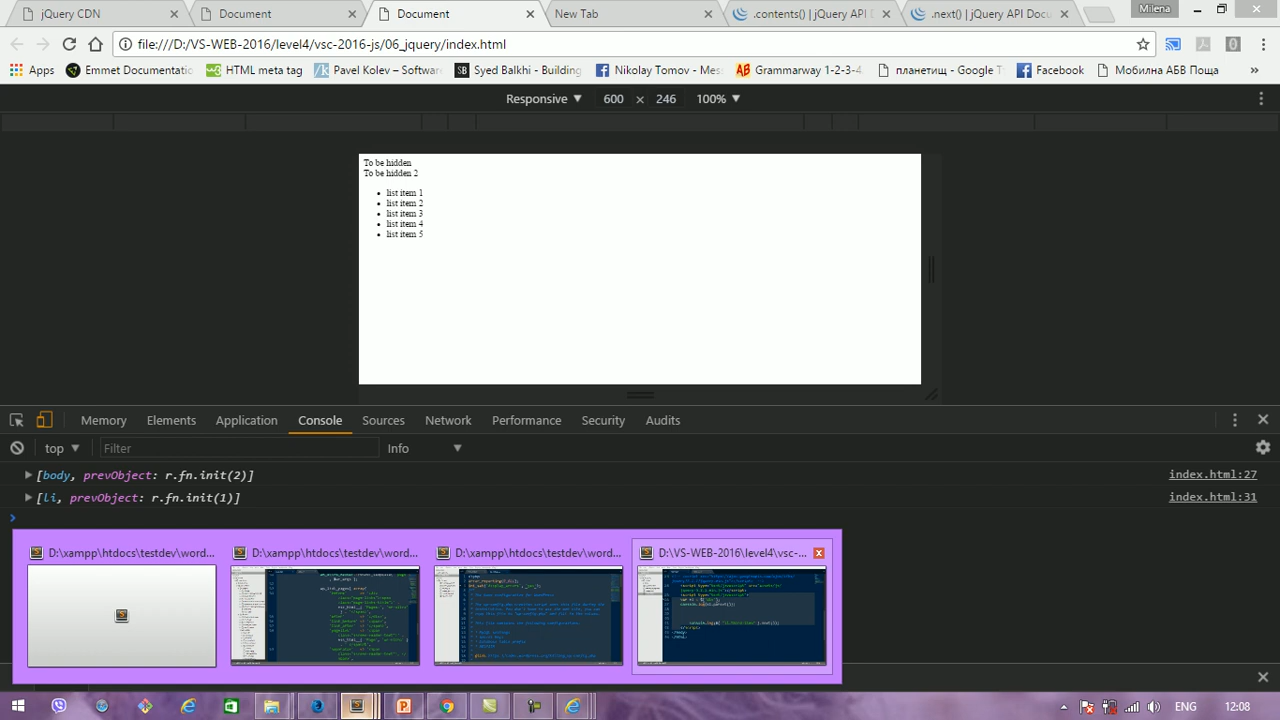 jQuery CDN
Document
Document
New Tab
.contents() | jQuery API D
.next() | jQuery API Docu
Milena
file:///D:/VS-WEB-2016/level4/vsc-2016-js/06_jquery/index.html
Apps
Emmet Documentatio
HTML meta tag
Pavel Kolev – Softwar
Syed Balkhi - Building
Nikolay Tomov - Mes
Grammarway 1-2-3-4
планетищ - Google T
Facebook
Мобилна АБВ Поща
»
Responsive
600 × 246
100%
To be hidden
To be hidden 2
• list item 1
• list item 2
• list item 3
• list item 4
• list item 5
Memory
Elements
Application
Console
Sources
Network
Performance
Security
Audits
top
Filter
Info
[body, prevObject: r.fn.init(2)]
index.html:27
[li, prevObject: r.fn.init(1)]
index.html:31
D:\xampp\htdocs\testdev\word...
D:\xampp\htdocs\testdev\word...
D:\xampp\htdocs\testdev\word...
D:\VS-WEB-2016\level4\vsc-...
ENG
12:08